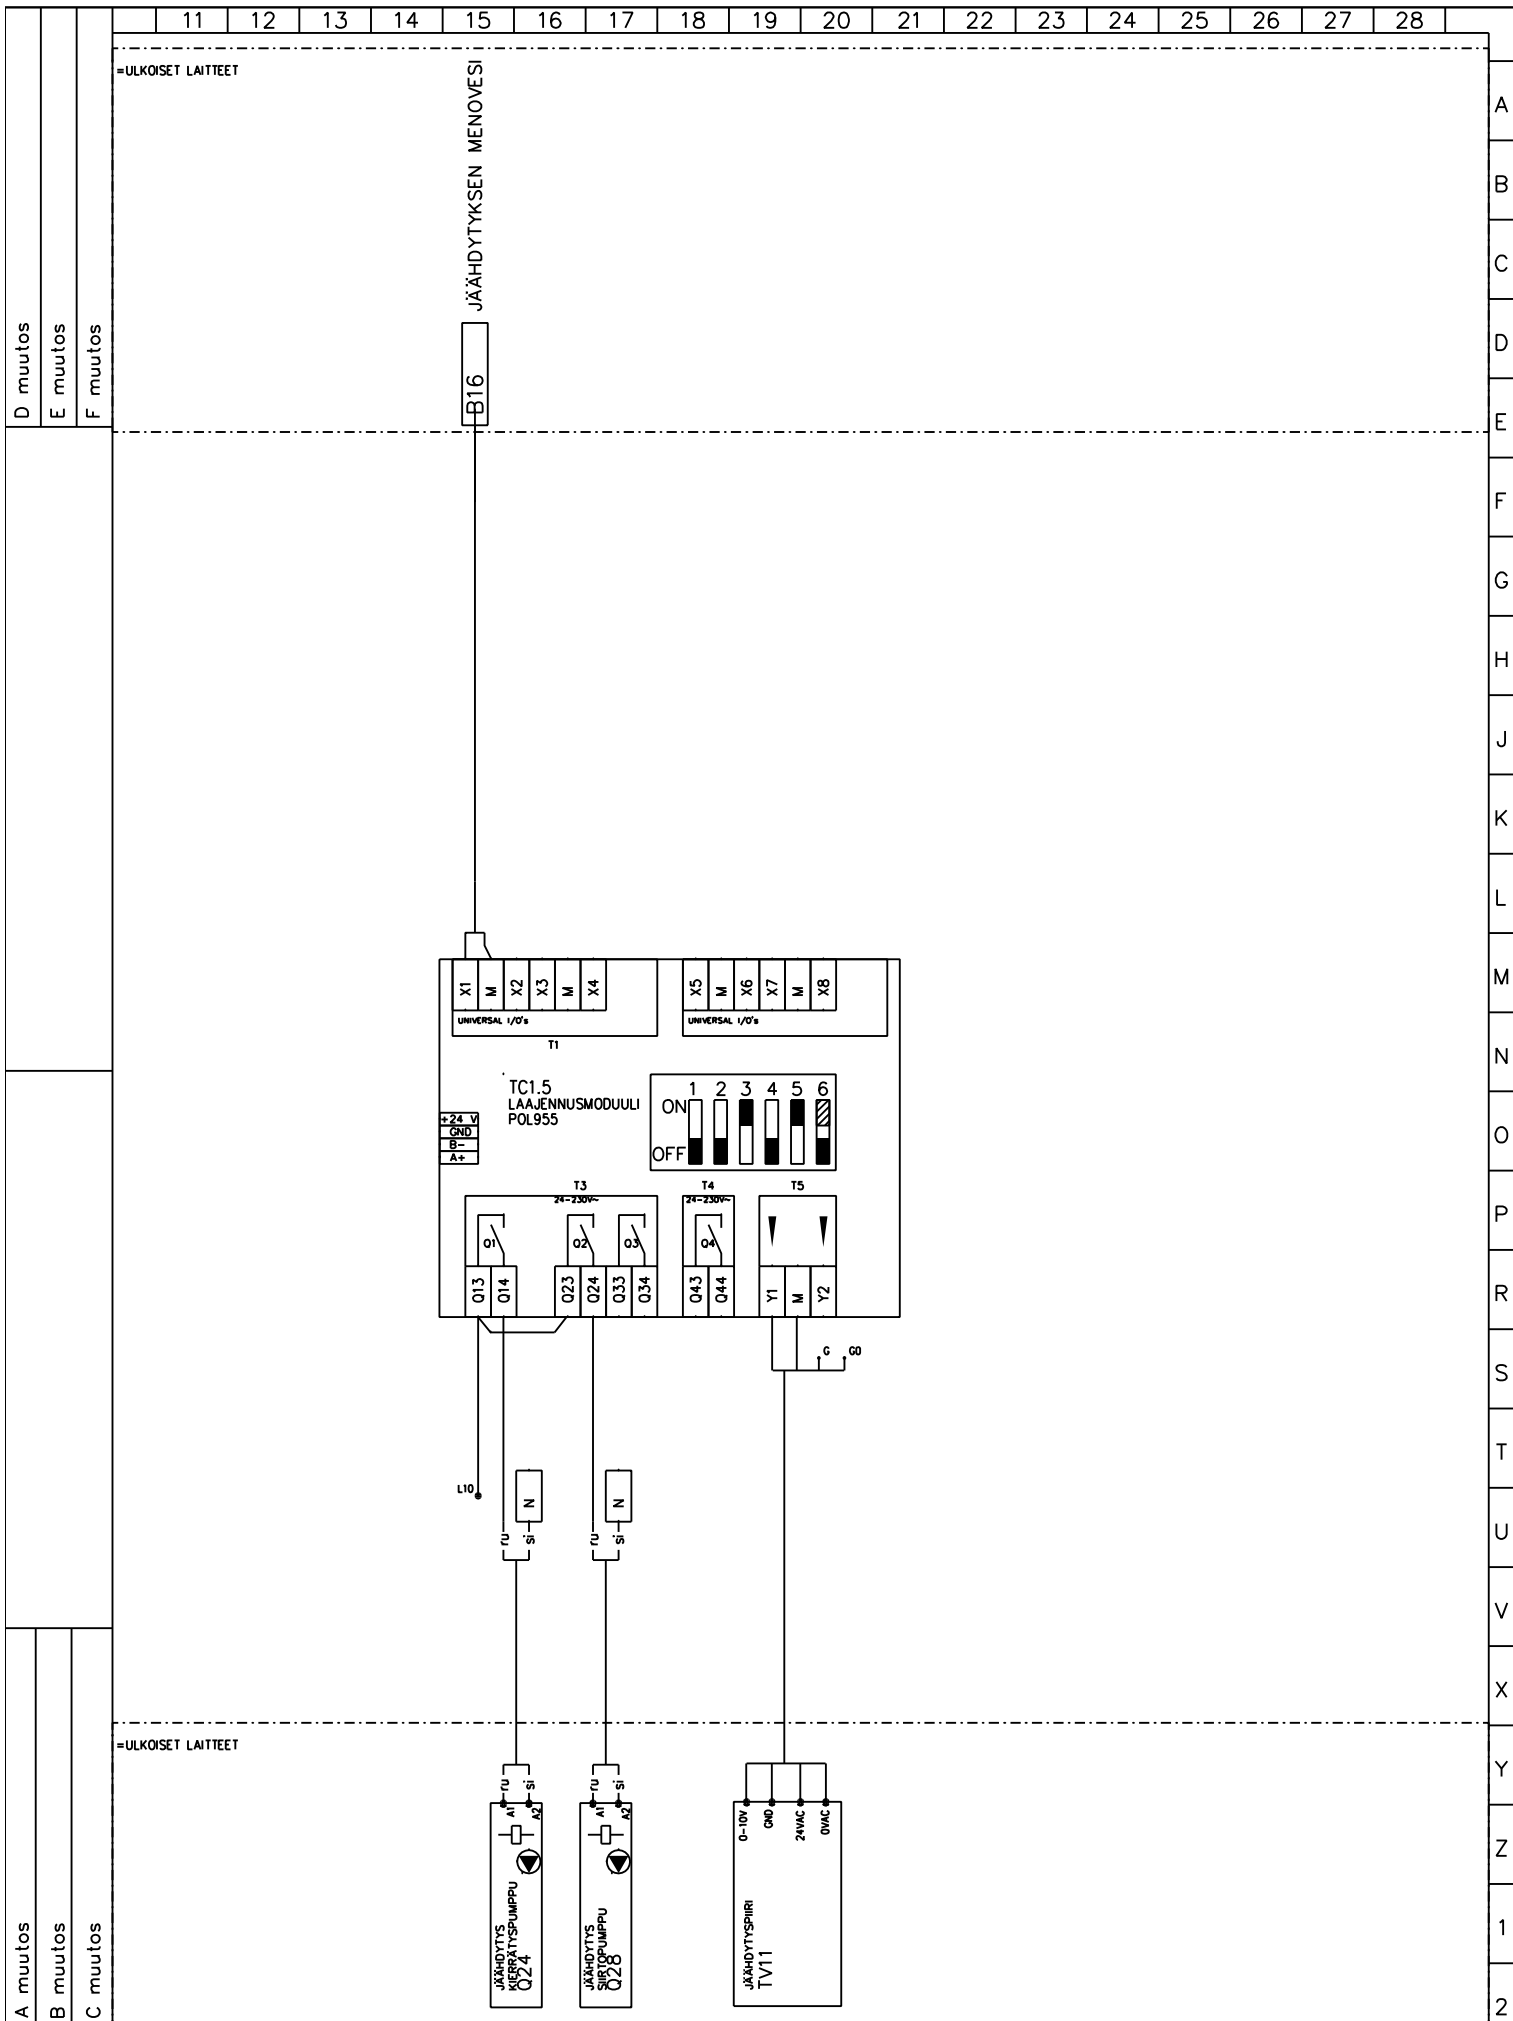 11 12 13 14 15 16 17 18 19 20 21 22 23 24 25 26 27 28
=ULKOISET LAITTEET
JÄÄHDYTYKSEN MENOVESI
B16
D muutos
E muutos
F muutos
A
B
C
D
E
F
G
H
J
K
L
M
N
O
P
R
S
T
U
V
X
Y
Z
1
2
X1 M X2 X3 M X4
UNIVERSAL I/O's
T1
X5 M X6 X7 M X8
UNIVERSAL I/O's
TC1.5
LAAJENNUSMODUULI
POL955
+24 V
GND
B-
A+
1 2 3 4 5 6
ON
OFF
T3
24-230V~
T4
24-230V~
T5
Q1 Q2 Q3 Q4
Q13 Q14 Q23 Q24 Q33 Q34 Q43 Q44 Y1 M Y2
G G0
L10
N N
ru si ru si
=ULKOISET LAITTEET
ru si ru si
A1 A2 A1 A2
0-10V GND 24VAC 0VAC
JÄÄHDYTYS
KIERRÄTYSPUMPPU
Q24
JÄÄHDYTYS
SIIRTOPUMPPU
Q28
JÄÄHDYTYSPIIRI
TV11
A muutos
B muutos
C muutos